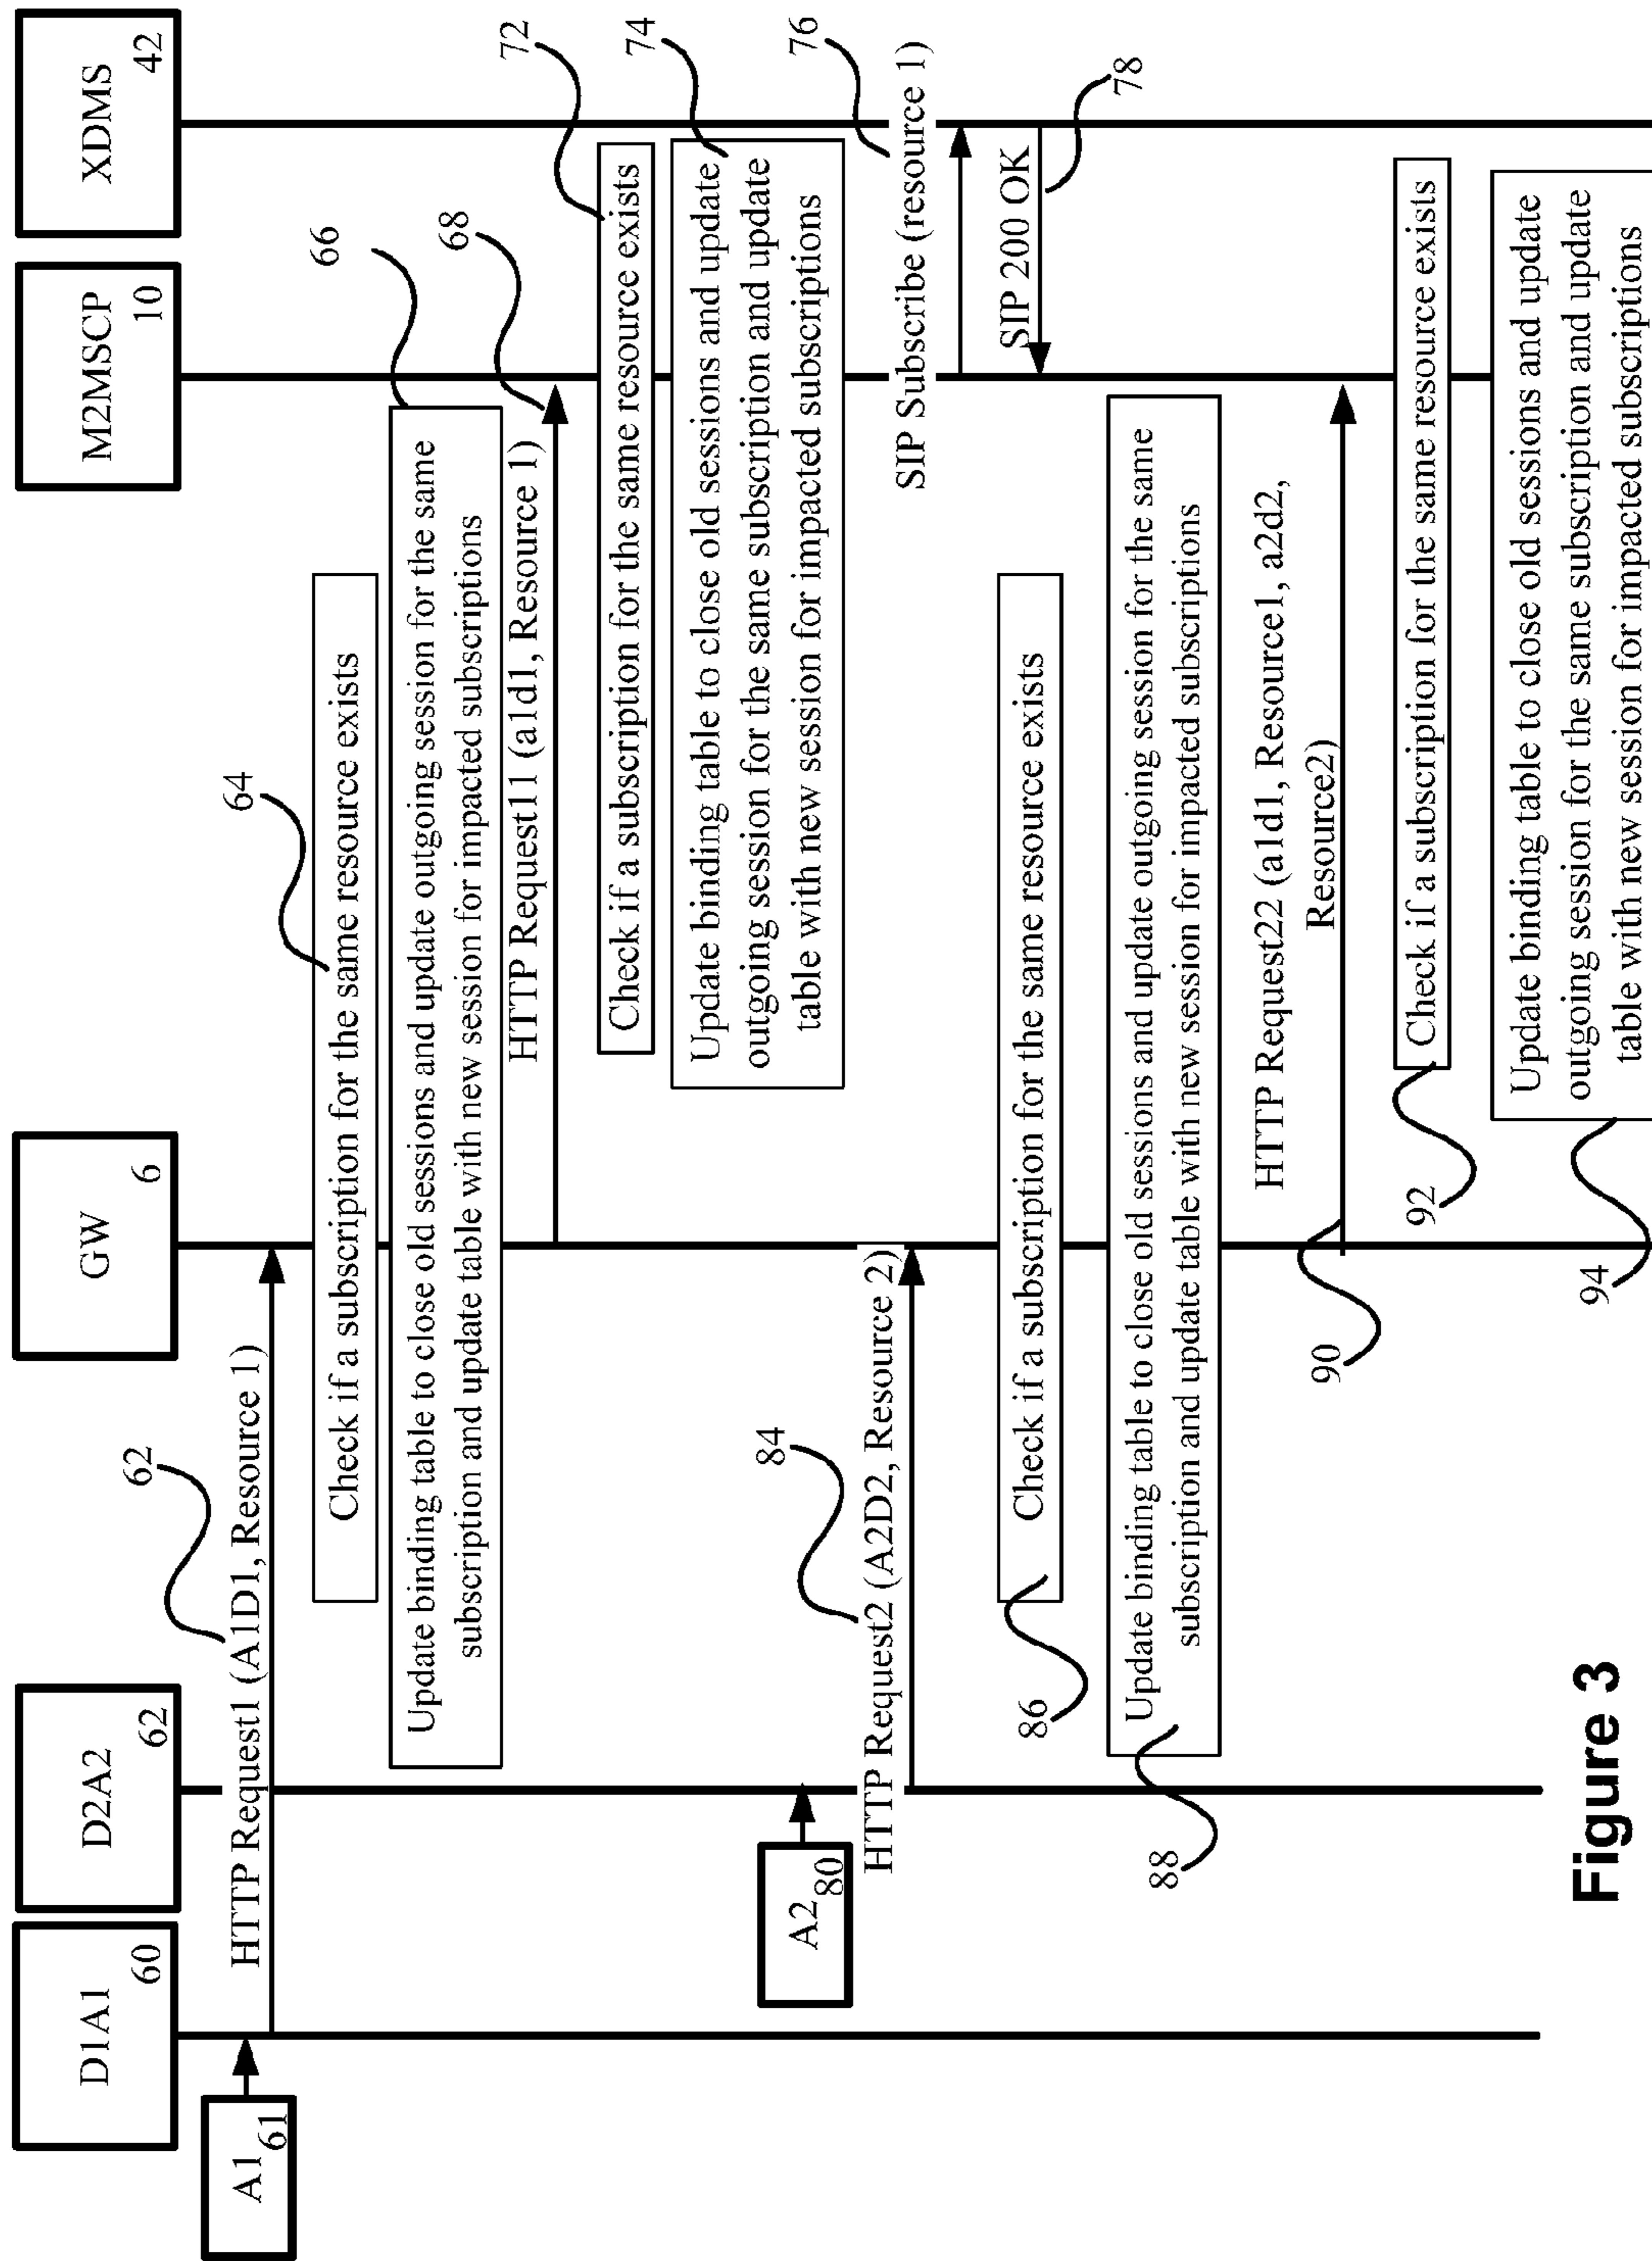 D1A1
60
D2A2
62
GW
6
M2MSCP
10
XDMS
42
A1
61
HTTP Request1 (A1D1, Resource 1)
62
Check if a subscription for the same resource exists
64
Update binding table to close old sessions and update outgoing session for the same
subscription and update table with new session for impacted subscriptions
66
HTTP Request11 (a1d1, Resource 1)
68
Check if a subscription for the same resource exists
72
Update binding table to close old sessions and update
outgoing session for the same subscription and update
table with new session for impacted subscriptions
74
SIP Subscribe (resource 1)
76
SIP 200 OK
78
A2
80
HTTP Request2 (A2D2, Resource 2)
84
Check if a subscription for the same resource exists
86
Update binding table to close old sessions and update outgoing session for the same
subscription and update table with new session for impacted subscriptions
88
HTTP Request22 (a1d1, Resource1, a2d2,
Resource2)
90
Check if a subscription for the same resource exists
92
Update binding table to close old sessions and update
outgoing session for the same subscription and update
table with new session for impacted subscriptions
94
Figure 3